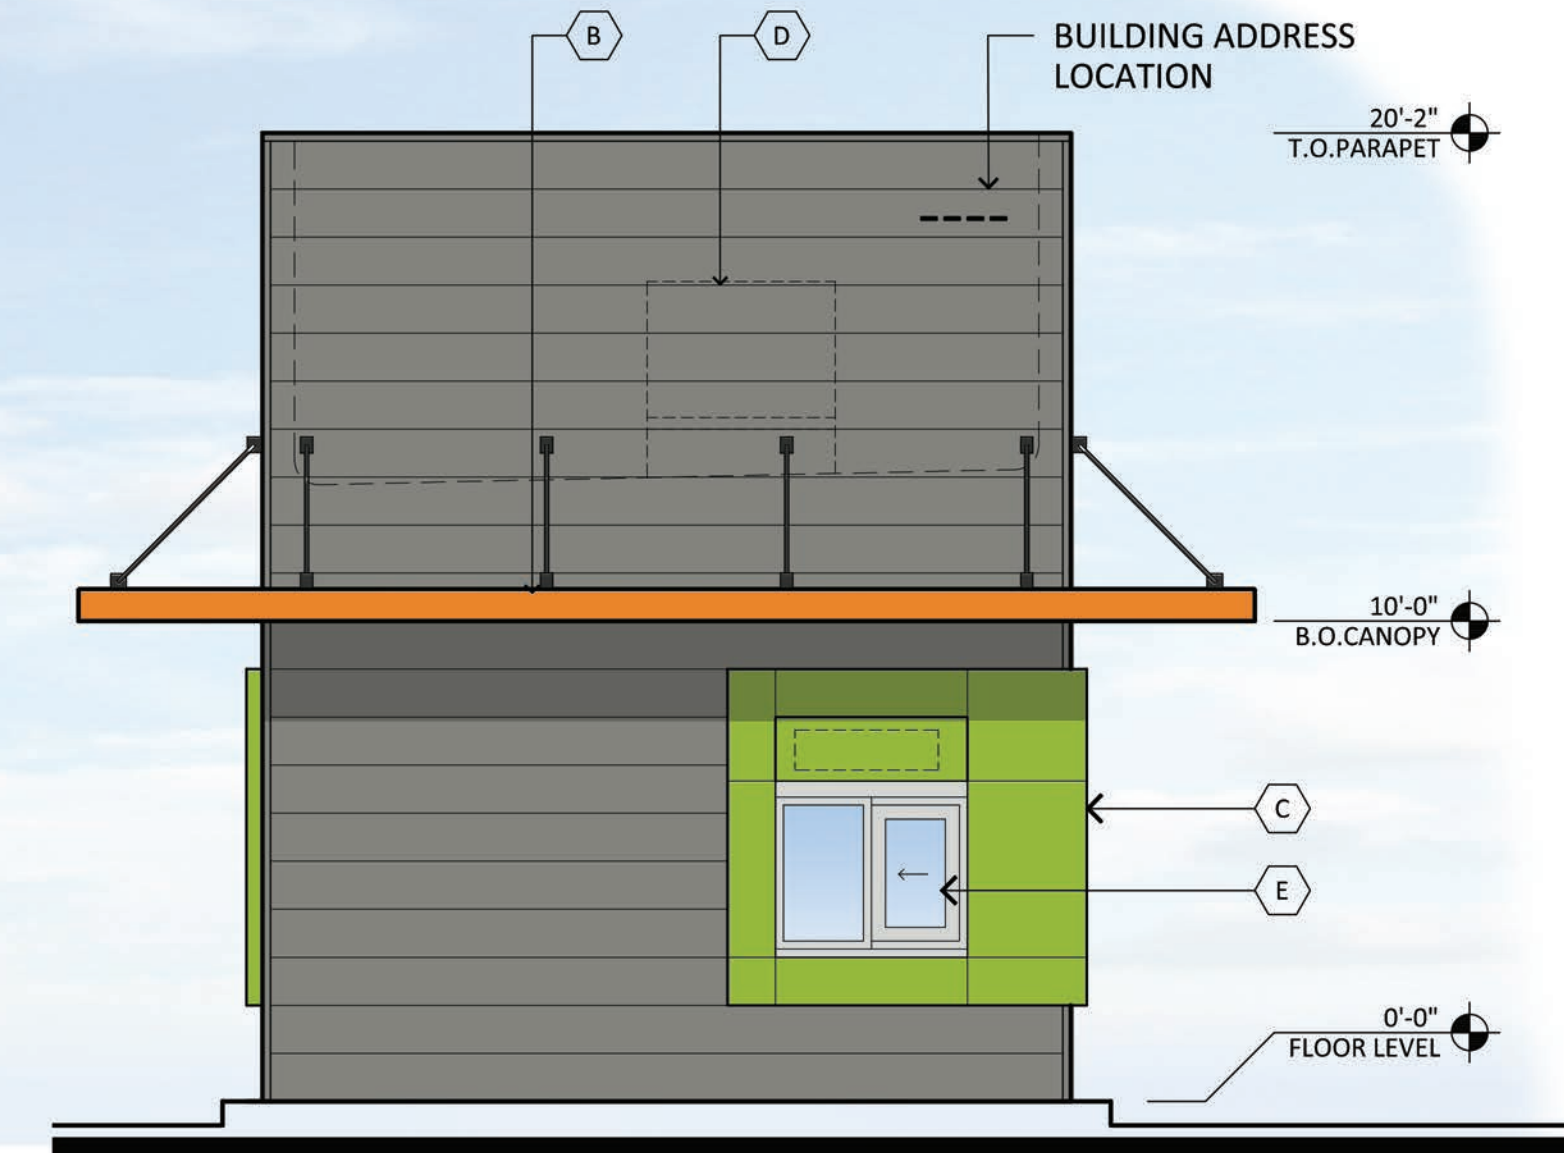 B
D
BUILDING ADDRESS
LOCATION
20'-2"
T.O.PARAPET
10'-0"
B.O.CANOPY
C
E
0'-0"
FLOOR LEVEL